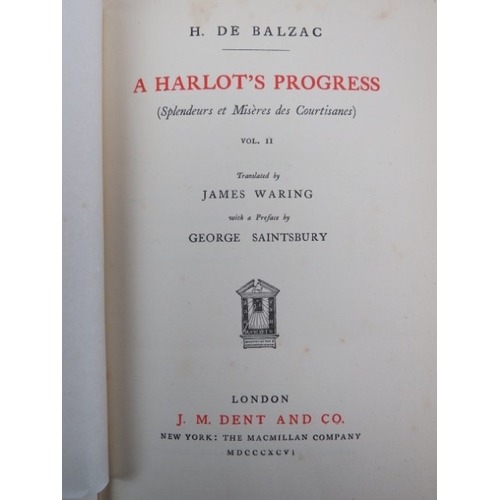 H. DE BALZAC
A HARLOT'S PROGRESS
(Splendeurs et Misères des Courtisanes)
VOL. II
Translated by
JAMES WARING
with a Preface by
GEORGE SAINTSBURY
LONDON
J. M. DENT AND CO.
NEW YORK: THE MACMILLAN COMPANY
MDCCCXCVI